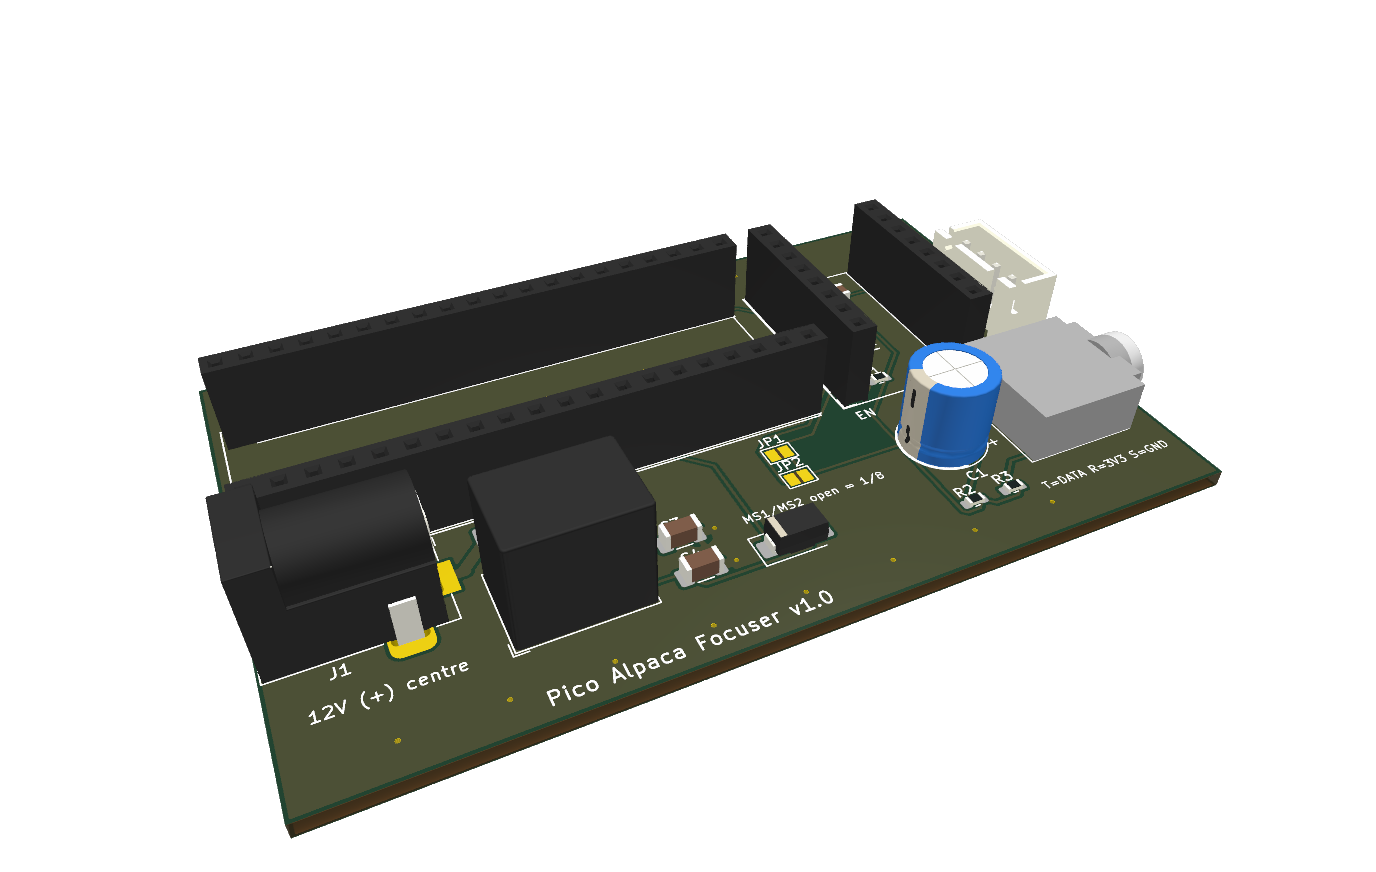 EN
JP1
JP2
MS1/MS2 open = 1/8
+
C1
R2
R3
T=DATA R=3V3 S=GND
J1
12V (+) centre
Pico Alpaca Focuser v1.0